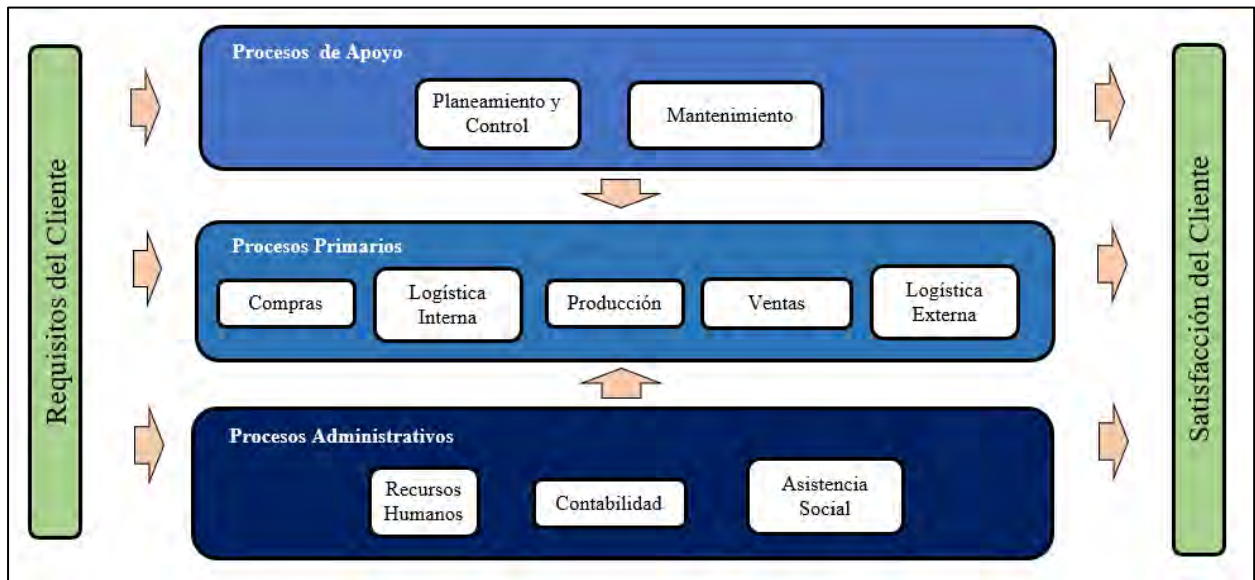 Requisitos del Cliente
Procesos de Apoyo
Planeamiento y
Control
Mantenimiento
Procesos Primarios
Compras
Logística
Interna
Producción
Ventas
Logística
Externa
Procesos Administrativos
Recursos
Humanos
Contabilidad
Asistencia
Social
Satisfacción del Cliente